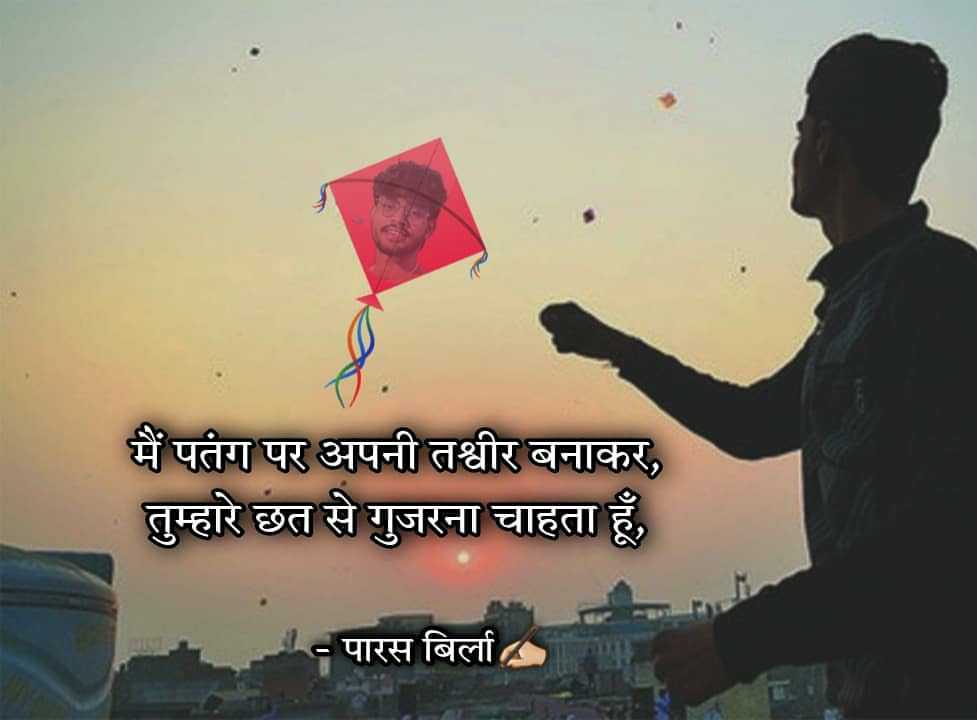 मैं पतंग पर अपनी तश्वीर बनाकर,
तुम्हारे छत से गुजरना चाहता हूँ,
- पारस बिर्ला✍🏻